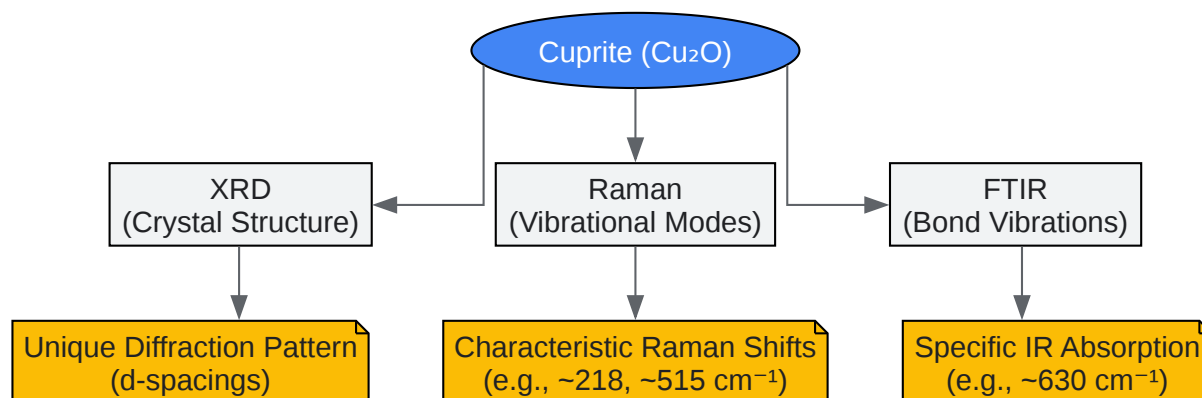 Cuprite (Cu₂O)
XRD
(Crystal Structure)
Raman
(Vibrational Modes)
FTIR
(Bond Vibrations)
Unique Diffraction Pattern
(d-spacings)
Characteristic Raman Shifts
(e.g., ~218, ~515 cm⁻¹)
Specific IR Absorption
(e.g., ~630 cm⁻¹)